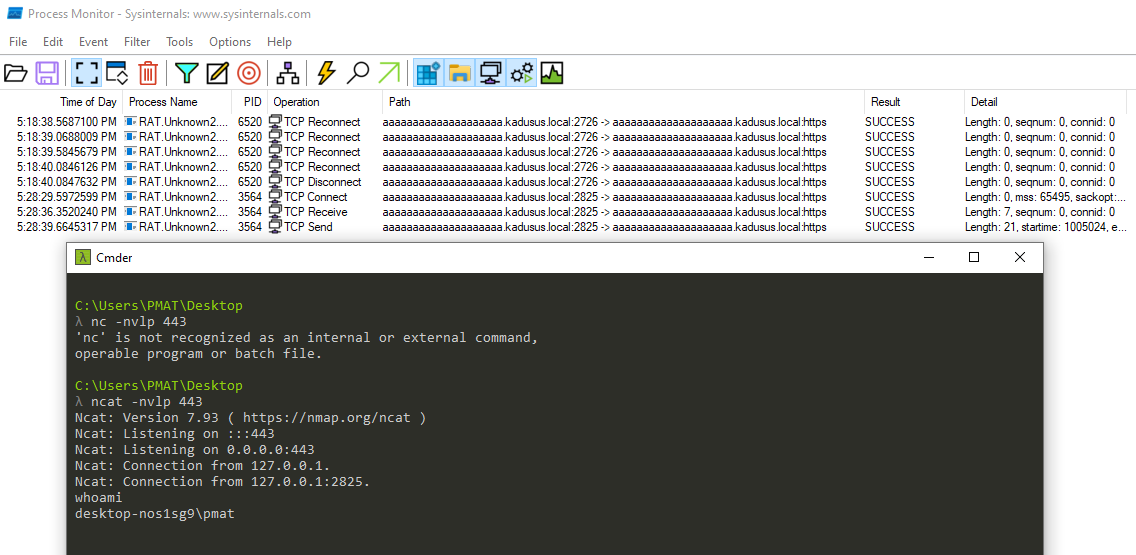 Process Monitor - Sysinternals: www.sysinternals.com
File Edit Event Filter Tools Options Help
Time of Day Process Name PID Operation Path Result Detail
5:18:38.5687100 PM RAT.Unknown2.... 6520 TCP Reconnect aaaaaaaaaaaaaaaaaaaa.kadusus.local:2726 -> aaaaaaaaaaaaaaaaaaaa.kadusus.local:https SUCCESS Length: 0, seqnum: 0, connid: 0
5:18:39.0688009 PM RAT.Unknown2.... 6520 TCP Reconnect aaaaaaaaaaaaaaaaaaaa.kadusus.local:2726 -> aaaaaaaaaaaaaaaaaaaa.kadusus.local:https SUCCESS Length: 0, seqnum: 0, connid: 0
5:18:39.5845679 PM RAT.Unknown2.... 6520 TCP Reconnect aaaaaaaaaaaaaaaaaaaa.kadusus.local:2726 -> aaaaaaaaaaaaaaaaaaaa.kadusus.local:https SUCCESS Length: 0, seqnum: 0, connid: 0
5:18:40.0846126 PM RAT.Unknown2.... 6520 TCP Reconnect aaaaaaaaaaaaaaaaaaaa.kadusus.local:2726 -> aaaaaaaaaaaaaaaaaaaa.kadusus.local:https SUCCESS Length: 0, seqnum: 0, connid: 0
5:18:40.0847632 PM RAT.Unknown2.... 6520 TCP Disconnect aaaaaaaaaaaaaaaaaaaa.kadusus.local:2726 -> aaaaaaaaaaaaaaaaaaaa.kadusus.local:https SUCCESS Length: 0, seqnum: 0, connid: 0
5:28:29.5972599 PM RAT.Unknown2.... 3564 TCP Connect aaaaaaaaaaaaaaaaaaaa.kadusus.local:2825 -> aaaaaaaaaaaaaaaaaaaa.kadusus.local:https SUCCESS Length: 0, mss: 65495, sackopt:...
5:28:36.3520240 PM RAT.Unknown2.... 3564 TCP Receive aaaaaaaaaaaaaaaaaaaa.kadusus.local:2825 -> aaaaaaaaaaaaaaaaaaaa.kadusus.local:https SUCCESS Length: 7, seqnum: 0, connid: 0
5:28:39.6645317 PM RAT.Unknown2.... 3564 TCP Send aaaaaaaaaaaaaaaaaaaa.kadusus.local:2825 -> aaaaaaaaaaaaaaaaaaaa.kadusus.local:https SUCCESS Length: 21, startime: 1005024, e...
λ Cmder
C:\Users\PMAT\Desktop
λ nc -nvlp 443
'nc' is not recognized as an internal or external command,
operable program or batch file.
C:\Users\PMAT\Desktop
λ ncat -nvlp 443
Ncat: Version 7.93 ( https://nmap.org/ncat )
Ncat: Listening on :::443
Ncat: Listening on 0.0.0.0:443
Ncat: Connection from 127.0.0.1.
Ncat: Connection from 127.0.0.1:2825.
whoami
desktop-nos1sg9\pmat